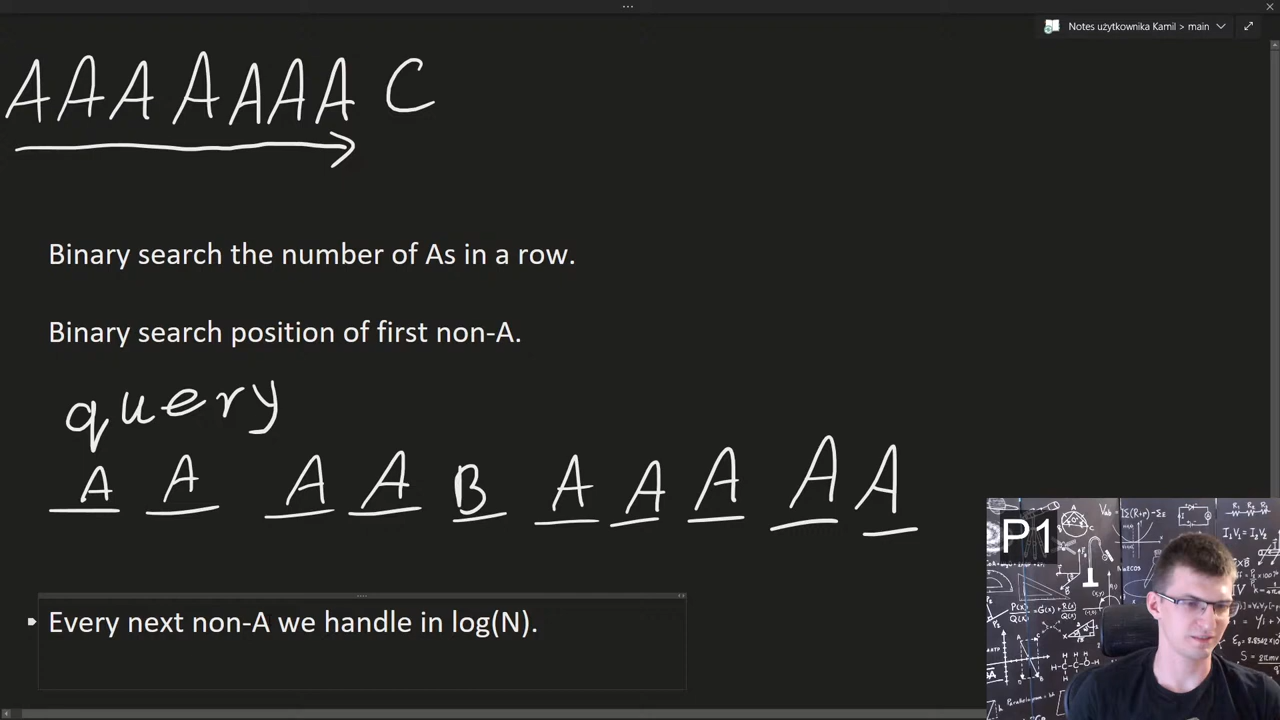 Notes użytkownika Kamil > main
AAAAAAA C
Binary search the number of As in a row.
Binary search position of first non-A.
query
A A A A B A A A A A
Every next non-A we handle in log(N).
P1